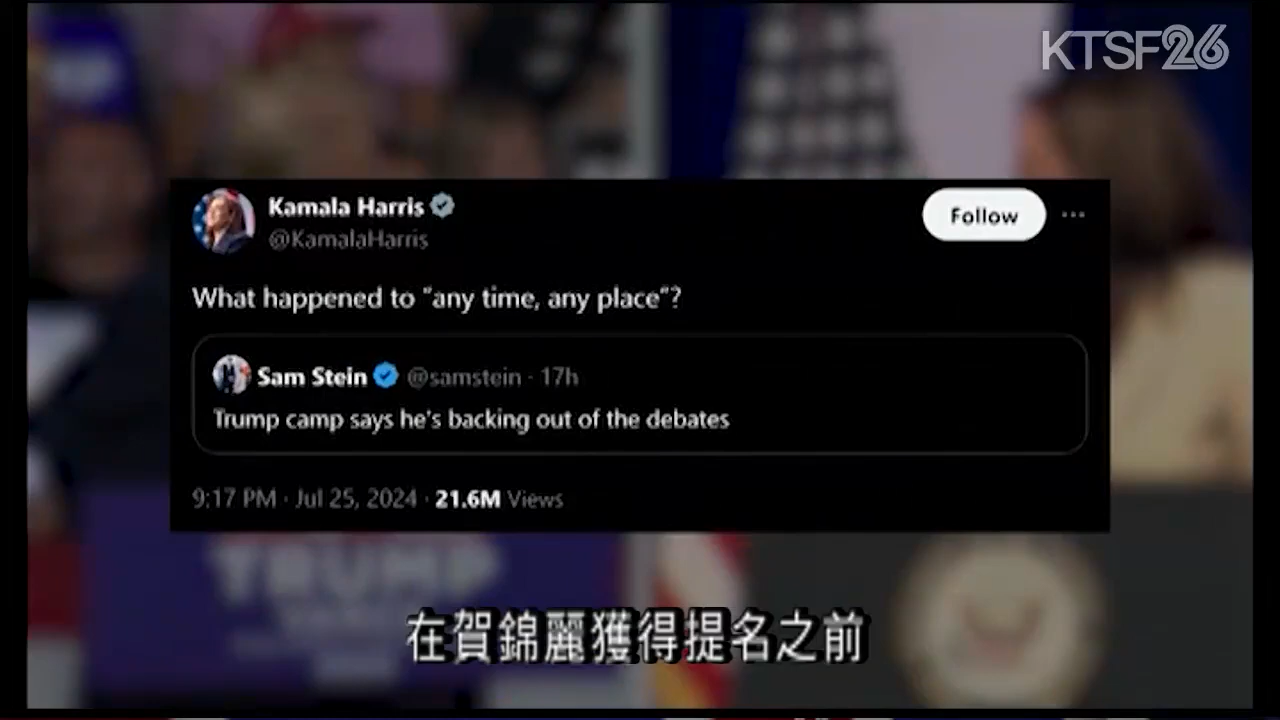 KTSF26
Kamala Harris
Follow
@KamalaHarris
What happened to "any time, any place"?
Sam Stein @samstein · 17h
Trump camp says he's backing out of the debates
9:17 PM · Jul 25, 2024 · 21.6M Views
TRUMP
在賀錦麗獲得提名之前